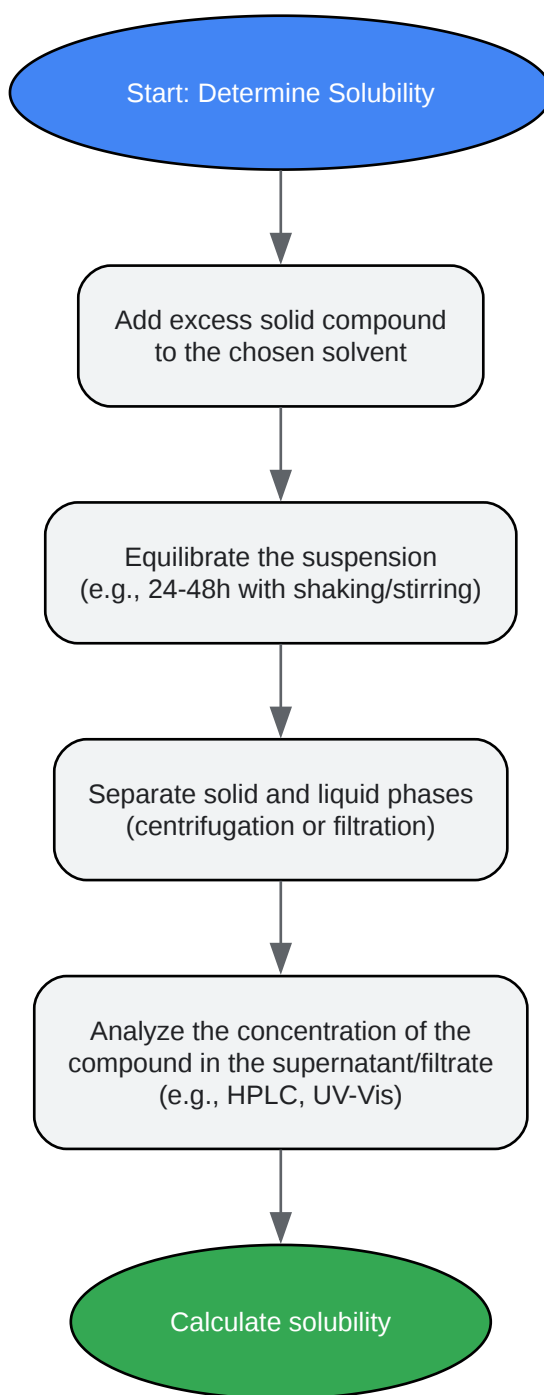 Start: Determine Solubility
Add excess solid compound
to the chosen solvent
Equilibrate the suspension
(e.g., 24-48h with shaking/stirring)
Separate solid and liquid phases
(centrifugation or filtration)
Analyze the concentration of the
compound in the supernatant/filtrate
(e.g., HPLC, UV-Vis)
Calculate solubility